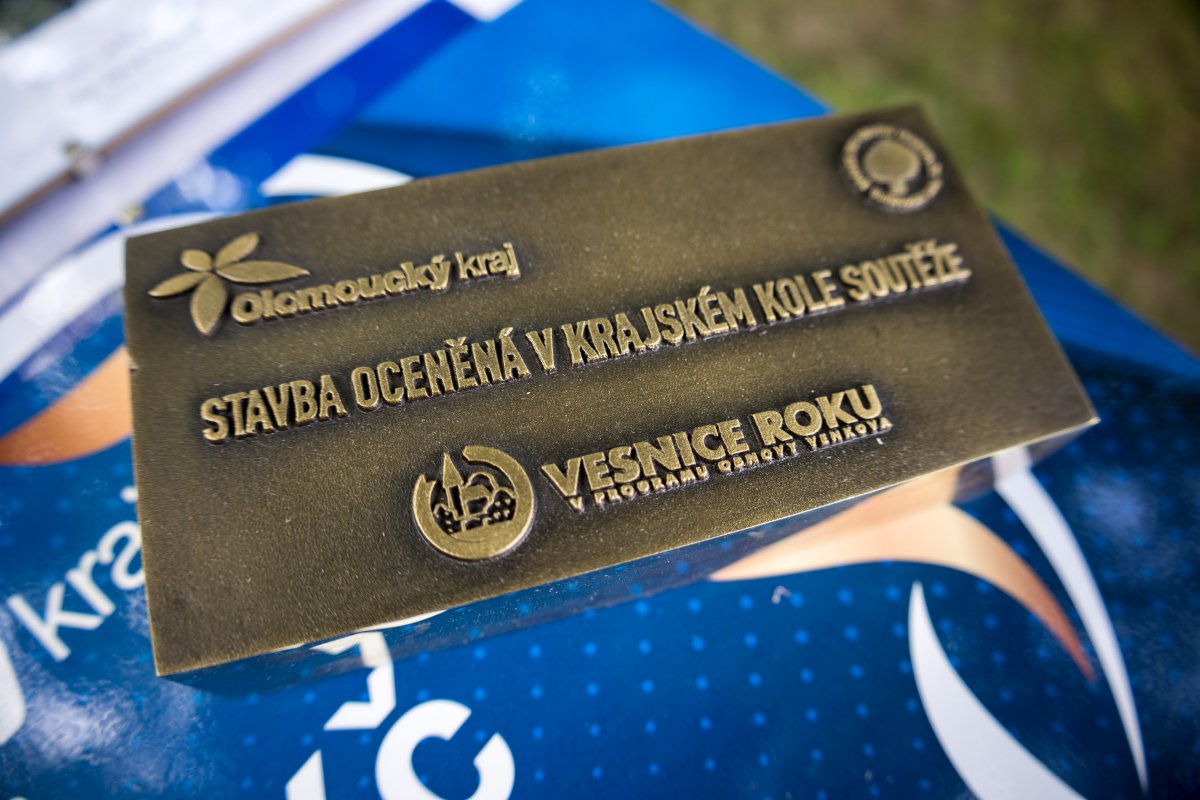 Olomoucký kraj
STAVBA OCENĚNÁ V KRAJSKÉM KOLE SOUTĚŽE
VESNICE ROKU
V PROGRAMU OBNOVY VENKOVA
kraj